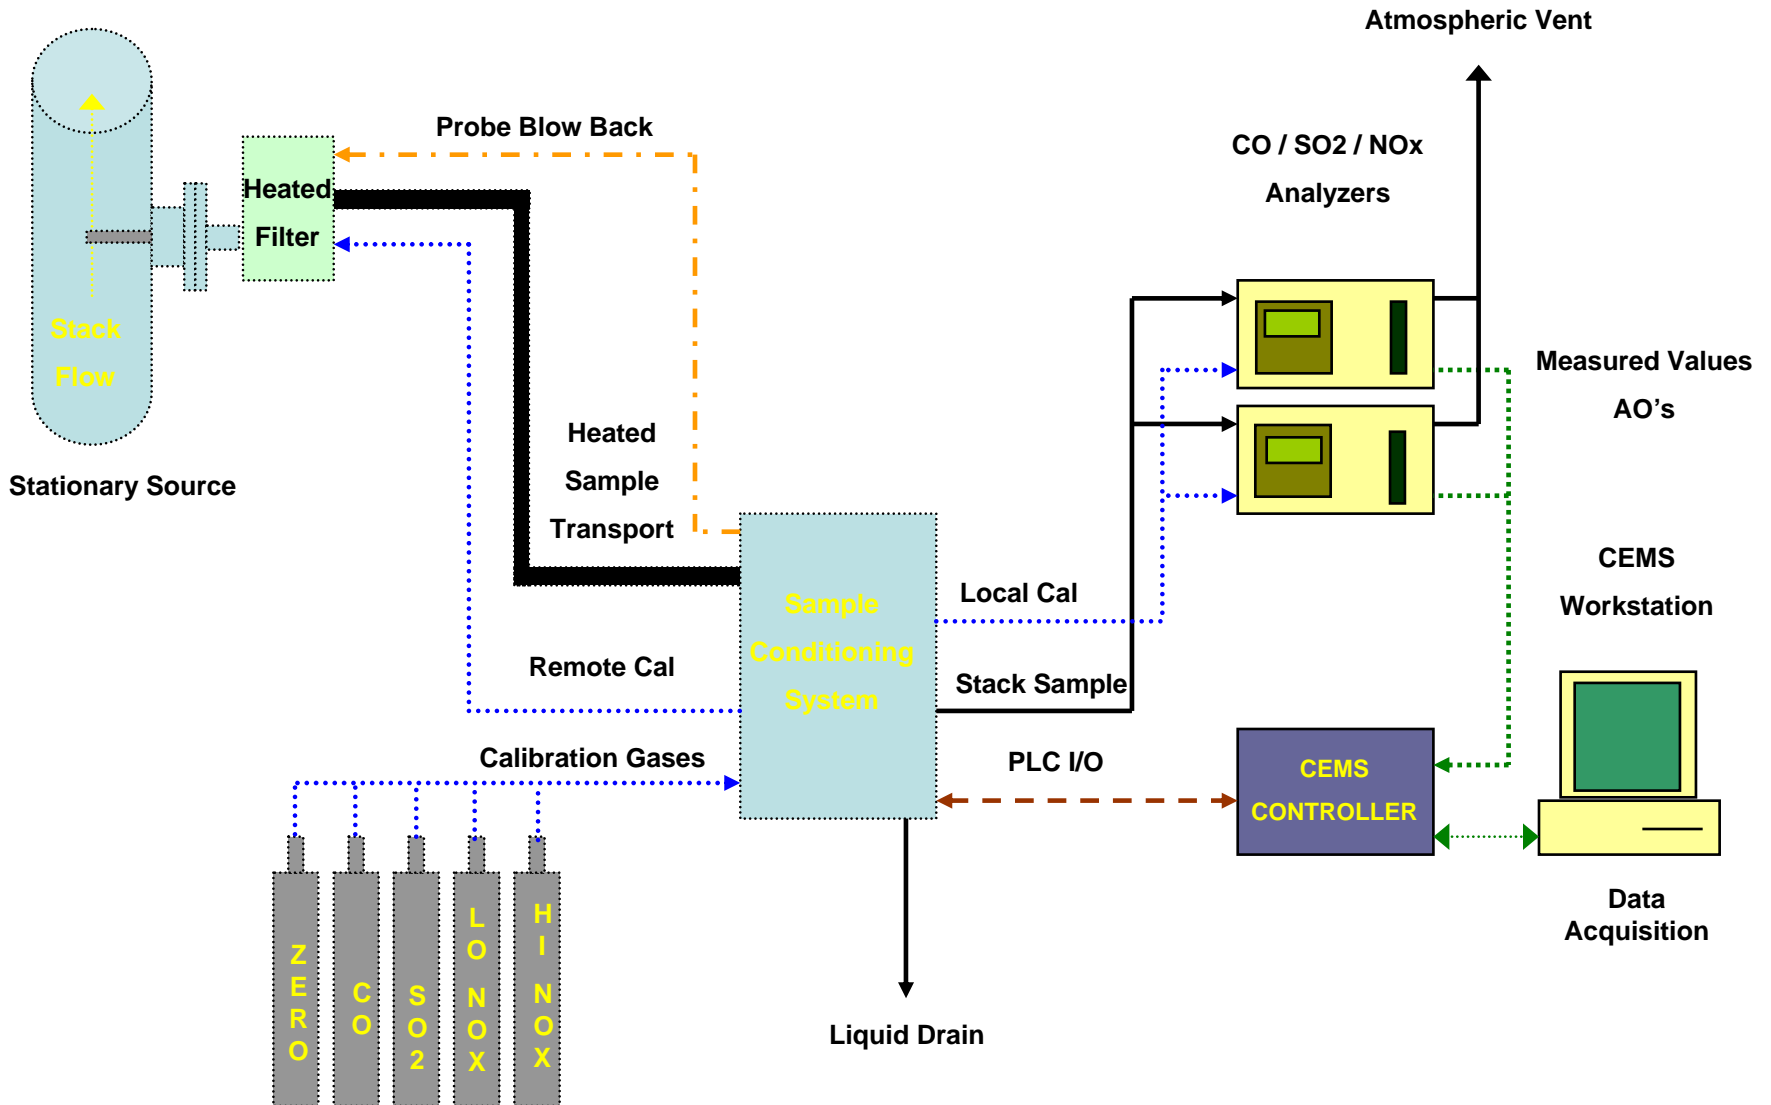 Atmospheric Vent
Probe Blow Back
CO / SO2 / NOx
Analyzers
Heated
Filter
Stack
Flow
Measured Values
AO's
Heated
Sample
Transport
Stationary Source
CEMS
Workstation
Sample
Conditioning
System
Local Cal
Remote Cal
Stack Sample
Calibration Gases
PLC I/O
CEMS
CONTROLLER
ZERO
CO
SO2
LO NOX
HI NOX
Data
Acquisition
Liquid Drain